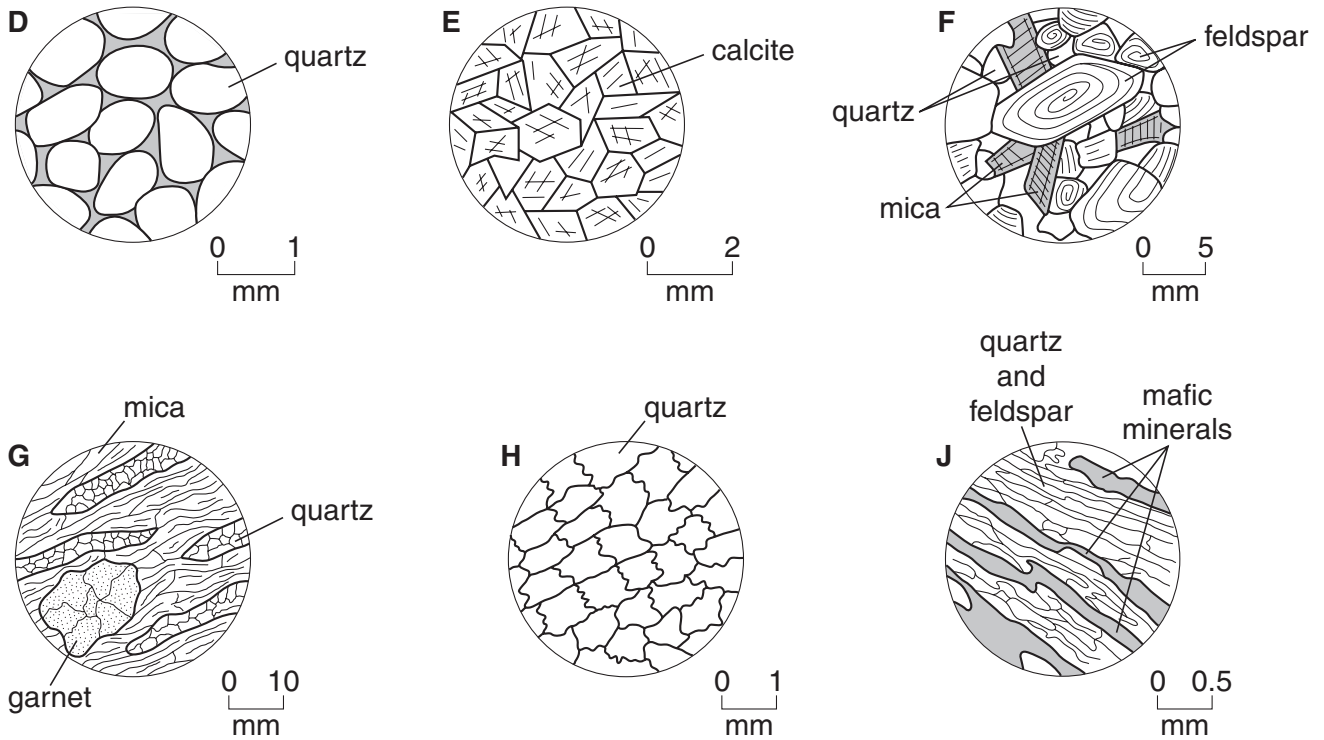 D
quartz
0 1
mm
E
calcite
0 2
mm
F
feldspar
quartz
mica
0 5
mm
G
mica
quartz
garnet
0 10
mm
H
quartz
0 1
mm
J
quartz
and
feldspar
mafic
minerals
0 0.5
mm